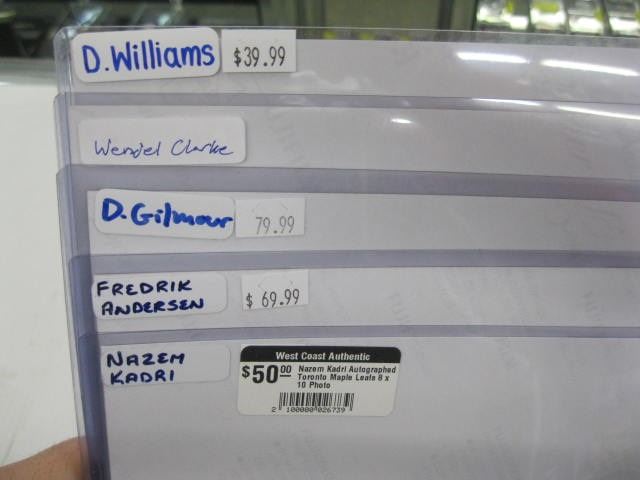 D. Williams $39.99
Wendel Clarke
D. Gilmour 79.99
FREDRIK
ANDERSEN $ 69.99
NAZEM
KADRI
West Coast Authentic
$50.00 Nazem Kadri Autographed
Toronto Maple Leafs 8 x
10 Photo
2 100000 026739